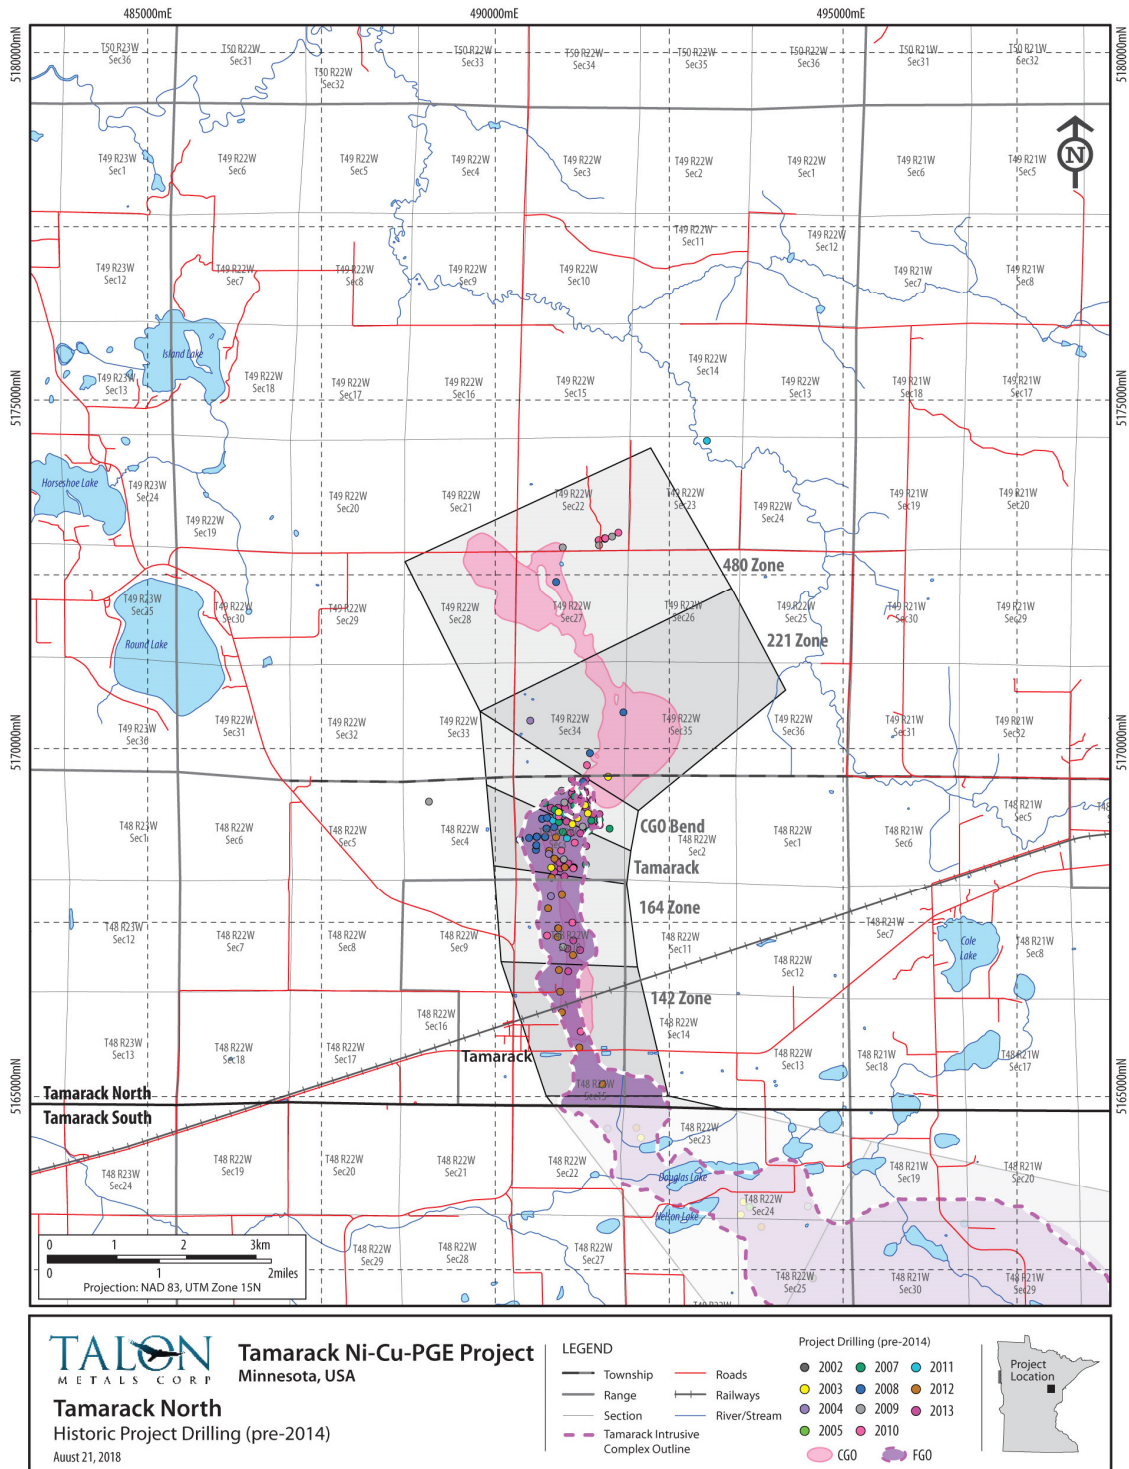 485000mE
490000mE
495000mE
5180000mN
5180000mN
T50 R23W
Sec36
T50 R22W
Sec31
T50 R22W
Sec32
T50 R22W
Sec33
T50 R22W
Sec34
T50 R22W
Sec35
T50 R22W
Sec36
T50 R21W
Sec31
T50 R21W
Sec32
N
T49 R23W
Sec1
T49 R22W
Sec6
T49 R22W
Sec5
T49 R22W
Sec4
T49 R22W
Sec3
T49 R22W
Sec2
T49 R22W
Sec1
T49 R21W
Sec6
T49 R21W
Sec5
T49 R23W
Sec12
T49 R22W
Sec7
T49 R22W
Sec8
T49 R22W
Sec9
T49 R22W
Sec10
T49 R22W
Sec11
T49 R22W
Sec12
T49 R21W
Sec7
T49 R21W
Sec8
Island Lake
5175000mN
5175000mN
T49 R23W
Sec13
T49 R22W
Sec18
T49 R22W
Sec17
T49 R22W
Sec16
T49 R22W
Sec15
T49 R22W
Sec14
T49 R22W
Sec13
T49 R21W
Sec18
T49 R21W
Sec17
Horseshoe Lake
T49 R23W
Sec24
T49 R22W
Sec19
T49 R22W
Sec20
T49 R22W
Sec21
T49 R22W
Sec22
T49 R22W
Sec23
T49 R22W
Sec24
T49 R21W
Sec19
T49 R21W
Sec20
480 Zone
T49 R23W
Sec25
T49 R22W
Sec30
T49 R22W
Sec29
T49 R22W
Sec28
T49 R22W
Sec27
T49 R22W
Sec26
T49 R22W
Sec25
T49 R21W
Sec30
T49 R21W
Sec29
221 Zone
Round Lake
5170000mN
5170000mN
T49 R23W
Sec36
T49 R22W
Sec31
T49 R22W
Sec32
T49 R22W
Sec33
T49 R22W
Sec34
T49 R22W
Sec35
T49 R22W
Sec36
T49 R21W
Sec31
T49 R21W
Sec32
T48 R23W
Sec1
T48 R22W
Sec6
T48 R22W
Sec5
T48 R22W
Sec4
CGO Bend
T48 R22W
Sec2
T48 R22W
Sec1
T48 R21W
Sec6
T48 R21W
Sec5
T48
Tamarack
164 Zone
T48 R23W
Sec12
T48 R22W
Sec7
T48 R22W
Sec8
T48 R22W
Sec9
T48 R22W
T48 R22W
Sec11
T48 R22W
Sec12
T48 R21W
Sec7
T48 R21W
Sec8
Cole
Lake
142 Zone
T48 R23W
Sec13
T48 R22W
Sec18
T48 R22W
Sec17
T48 R22W
Sec16
T48 R22W
Sec15
T48 R22W
Sec14
T48 R22W
Sec13
T48 R21W
Sec18
T48 R21W
Sec17
Tamarack
5165000mN
5165000mN
Tamarack North
Tamarack South
T48 R23W
Sec24
T48 R22W
Sec19
T48 R22W
Sec20
T48 R22W
Sec21
T48 R22W
Sec22
T48 R22W
Sec23
T48 R22W
Sec24
T48 R21W
Sec19
T48 R21W
Sec20
Douglas Lake
Nelson Lake
T48 R22W
Sec29
T48 R22W
Sec28
T48 R22W
Sec27
T48 R22W
Sec25
T48 R21W
Sec30
T48 R21W
Sec29
0 1 2 3km
0 1 2miles
Projection: NAD 83, UTM Zone 15N
TALON
METALS CORP
Tamarack Ni-Cu-PGE Project
Minnesota, USA
Tamarack North
Historic Project Drilling (pre-2014)
Auust 21, 2018
LEGEND
Township
Range
Section
Tamarack Intrusive
Complex Outline
Roads
Railways
River/Stream
Project Drilling (pre-2014)
2002
2003
2004
2005
2007
2008
2009
2010
2011
2012
2013
CGO
FGO
Project
Location